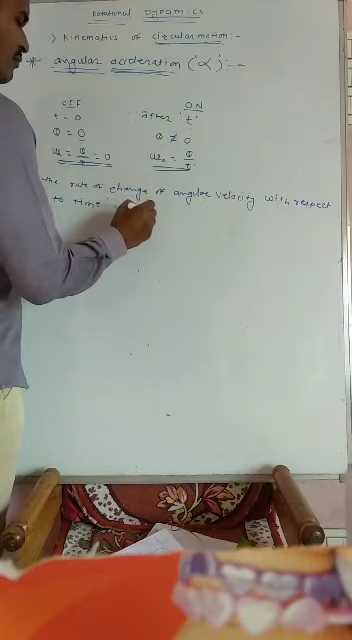 Rotational Dynamics
> Kinematics of circular motion :-
* angular acceleration (α) :-
OFF ON
t = 0 after 't'
θ = 0 θ ≠ 0
ω = θ/t = 0 ω₀ = θ/t
the rate of change of angular velocity with respect
to time